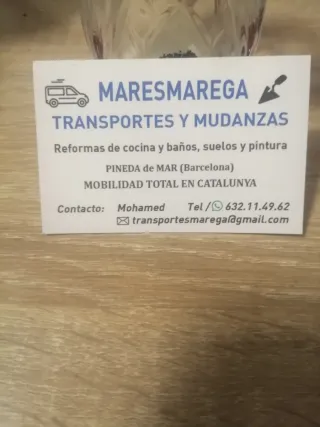 MARESMAREGA
TRANSPORTES Y MUDANZAS
Reformas de cocina y baños, suelos y pintura
PINEDA de MAR (Barcelona)
MOBILIDAD TOTAL EN CATALUNYA
Contacto: Mohamed Tel/ 632.11.49.62
transportesmarega@gmail.com